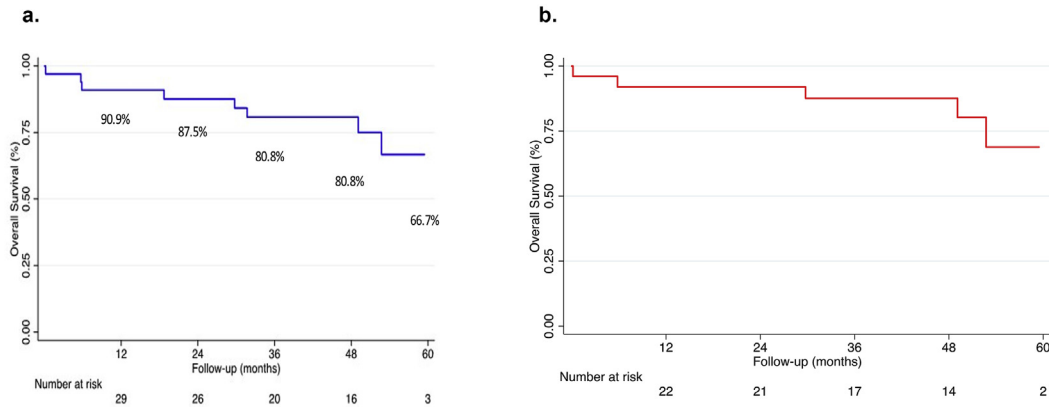 a.
Overall Survival (%)
1.00
0.75
0.50
0.25
0.00
90.9%
87.5%
80.8%
80.8%
66.7%
12 24 36 48 60
Follow-up (months)
Number at risk
29 26 20 16 3
b.
Overall Survival (%)
1.00
0.75
0.50
0.25
0.00
12 24 36 48 60
Follow-up (months)
Number at risk
22 21 17 14 2